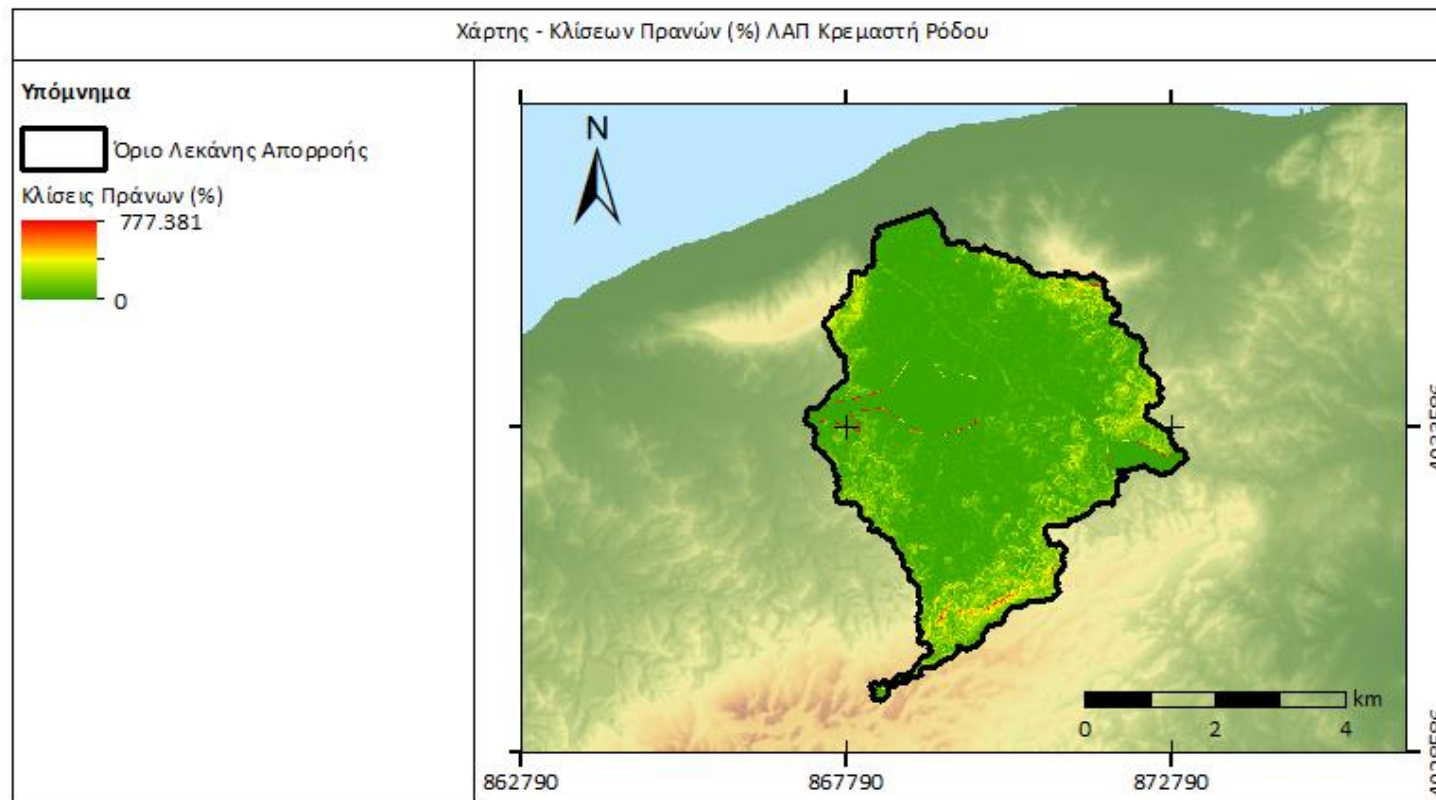 Χάρτης - Κλίσεων Πρανών (%) ΛΑΠ Κρεμαστή Ρόδου
Υπόμνημα
Όριο Λεκάνης Απορροής
Κλίσεις Πράνων (%)
777.381
0
N
km
0 2 4
862790 867790 872790